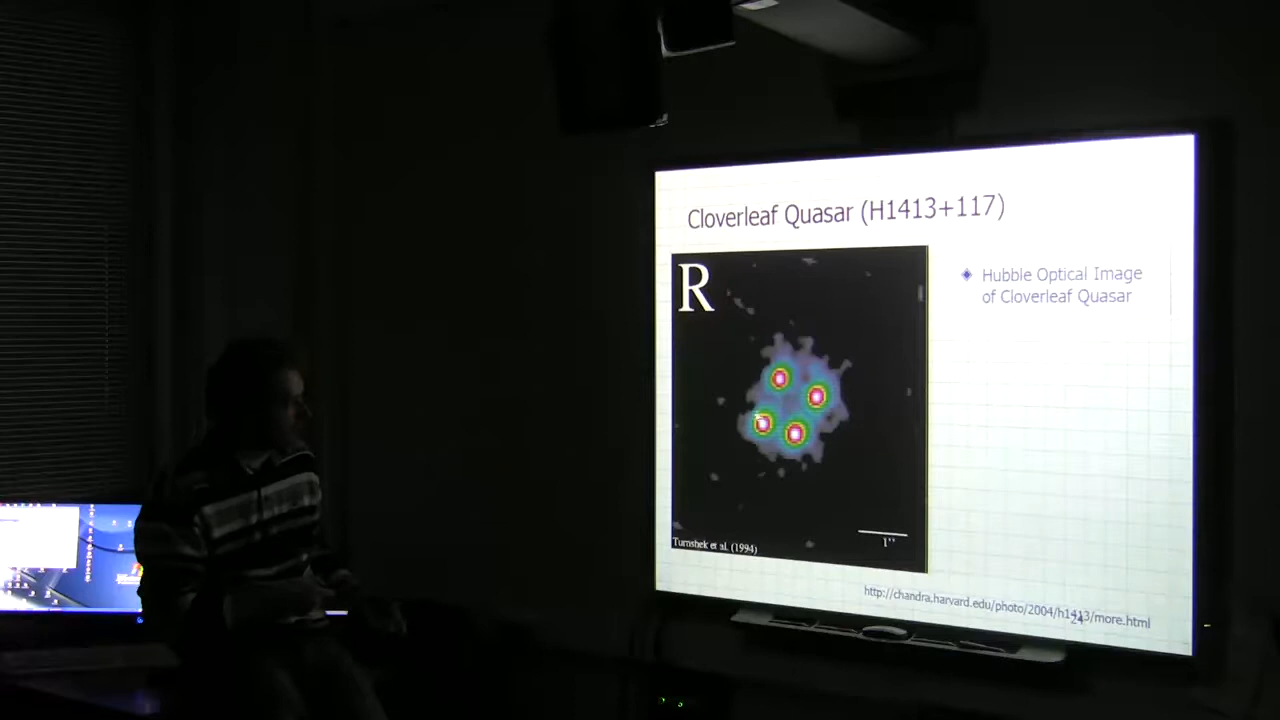 Cloverleaf Quasar (H1413+117)
R
Hubble Optical Image
of Cloverleaf Quasar
1''
Turnshek et al. (1994)
http://chandra.harvard.edu/photo/2004/h1413/more.html
24